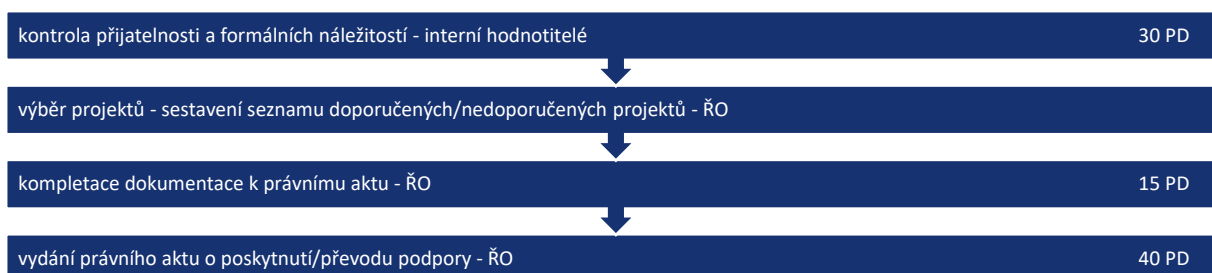 kontrola přijatelnosti a formálních náležitostí - interní hodnotitelé 30 PD
výběr projektů - sestavení seznamu doporučených/nedoporučených projektů - ŘO
kompletace dokumentace k právnímu aktu - ŘO 15 PD
vydání právního aktu o poskytnutí/převodu podpory - ŘO 40 PD